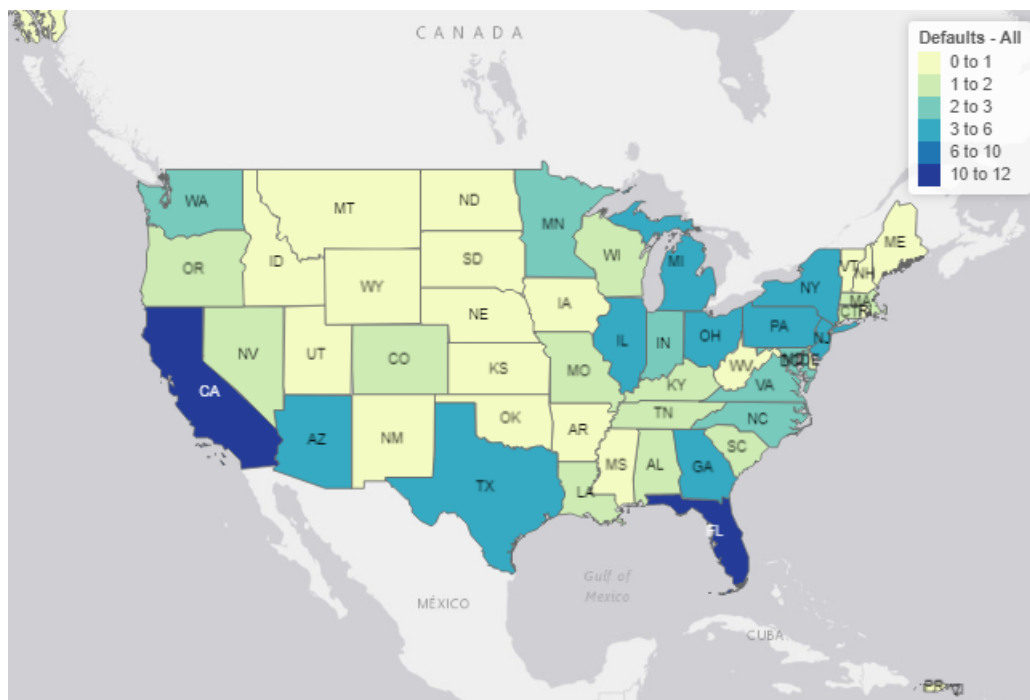 CANADA
Defaults - All
0 to 1
1 to 2
2 to 3
3 to 6
6 to 10
10 to 12
WA
MT
ND
MN
ME
VT
NH
OR
ID
SD
WI
MI
NY
WY
MA
CT
RI
IA
NE
PA
NJ
NV
UT
CO
IL
IN
OH
DE
CA
KS
MO
WV
VA
KY
AZ
NM
OK
TN
NC
AR
SC
TX
MS
AL
GA
LA
FL
Gulf of
Mexico
MÉXICO
CUBA
PR